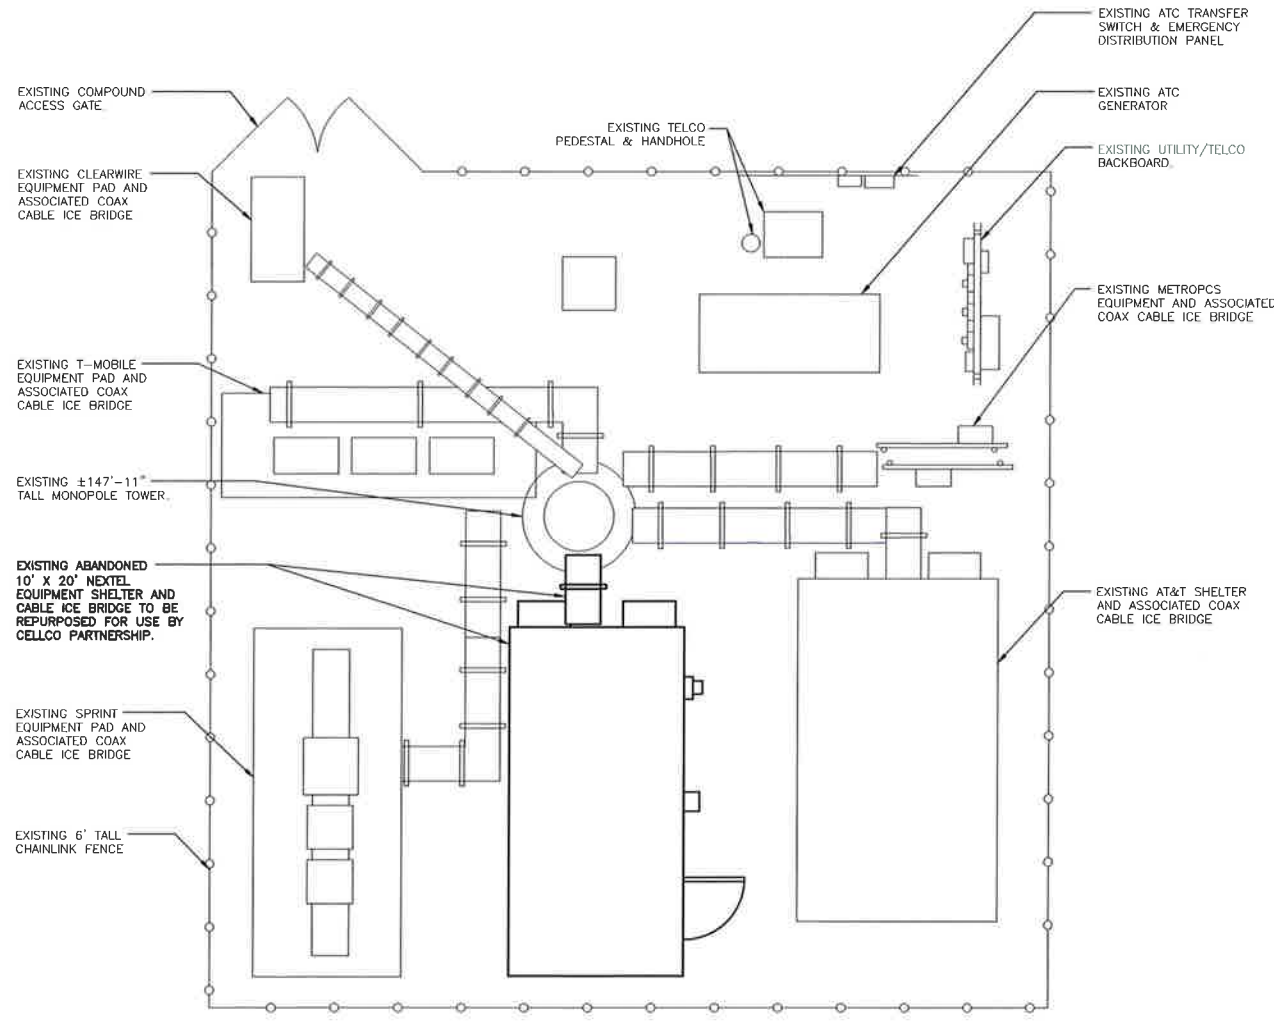 EXISTING ATC TRANSFER
SWITCH & EMERGENCY
DISTRIBUTION PANEL
EXISTING COMPOUND
ACCESS GATE.
EXISTING ATC
GENERATOR
EXISTING TELCO
PEDESTAL & HANDHOLE
EXISTING UTILITY/TELCO
BACKBOARD.
EXISTING CLEARWIRE
EQUIPMENT PAD AND
ASSOCIATED COAX
CABLE ICE BRIDGE
EXISTING METROPCS
EQUIPMENT AND ASSOCIATED
COAX CABLE ICE BRIDGE
EXISTING T-MOBILE
EQUIPMENT PAD AND
ASSOCIATED COAX
CABLE ICE BRIDGE
EXISTING ±147'-11"
TALL MONOPOLE TOWER.
EXISTING ABANDONED
10' X 20' NEXTEL
EQUIPMENT SHELTER AND
CABLE ICE BRIDGE TO BE
REPURPOSED FOR USE BY
CELLCO PARTNERSHIP.
EXISTING AT&T SHELTER
AND ASSOCIATED COAX
CABLE ICE BRIDGE
EXISTING SPRINT
EQUIPMENT PAD AND
ASSOCIATED COAX
CABLE ICE BRIDGE
EXISTING 6' TALL
CHAINLINK FENCE